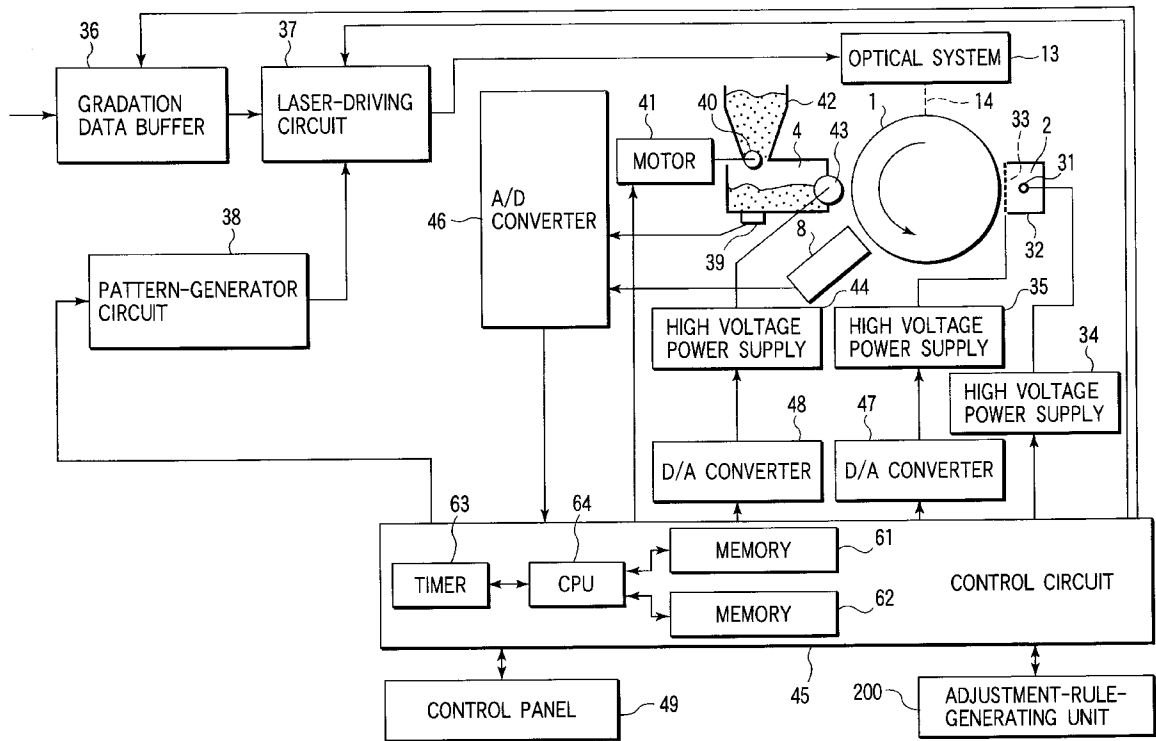 36
GRADATION
DATA BUFFER
37
LASER-DRIVING
CIRCUIT
OPTICAL SYSTEM
13
38
PATTERN-GENERATOR
CIRCUIT
46
A/D
CONVERTER
41
MOTOR
40
42
4
43
39
8
1
14
33
2
31
32
44
HIGH VOLTAGE
POWER SUPPLY
35
HIGH VOLTAGE
POWER SUPPLY
34
HIGH VOLTAGE
POWER SUPPLY
48
D/A CONVERTER
47
D/A CONVERTER
63
TIMER
64
CPU
MEMORY
61
MEMORY
62
CONTROL CIRCUIT
45
CONTROL PANEL
49
200
ADJUSTMENT-RULE-
GENERATING UNIT